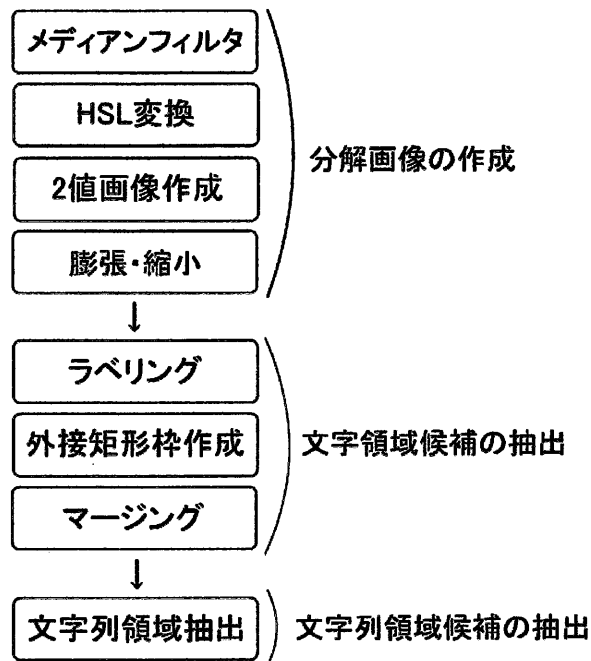 メディアンフィルタ
HSL変換
2値画像作成
膨張・縮小
分解画像の作成
↓
ラベリング
外接矩形枠作成
マージング
文字領域候補の抽出
↓
文字列領域抽出
文字列領域候補の抽出